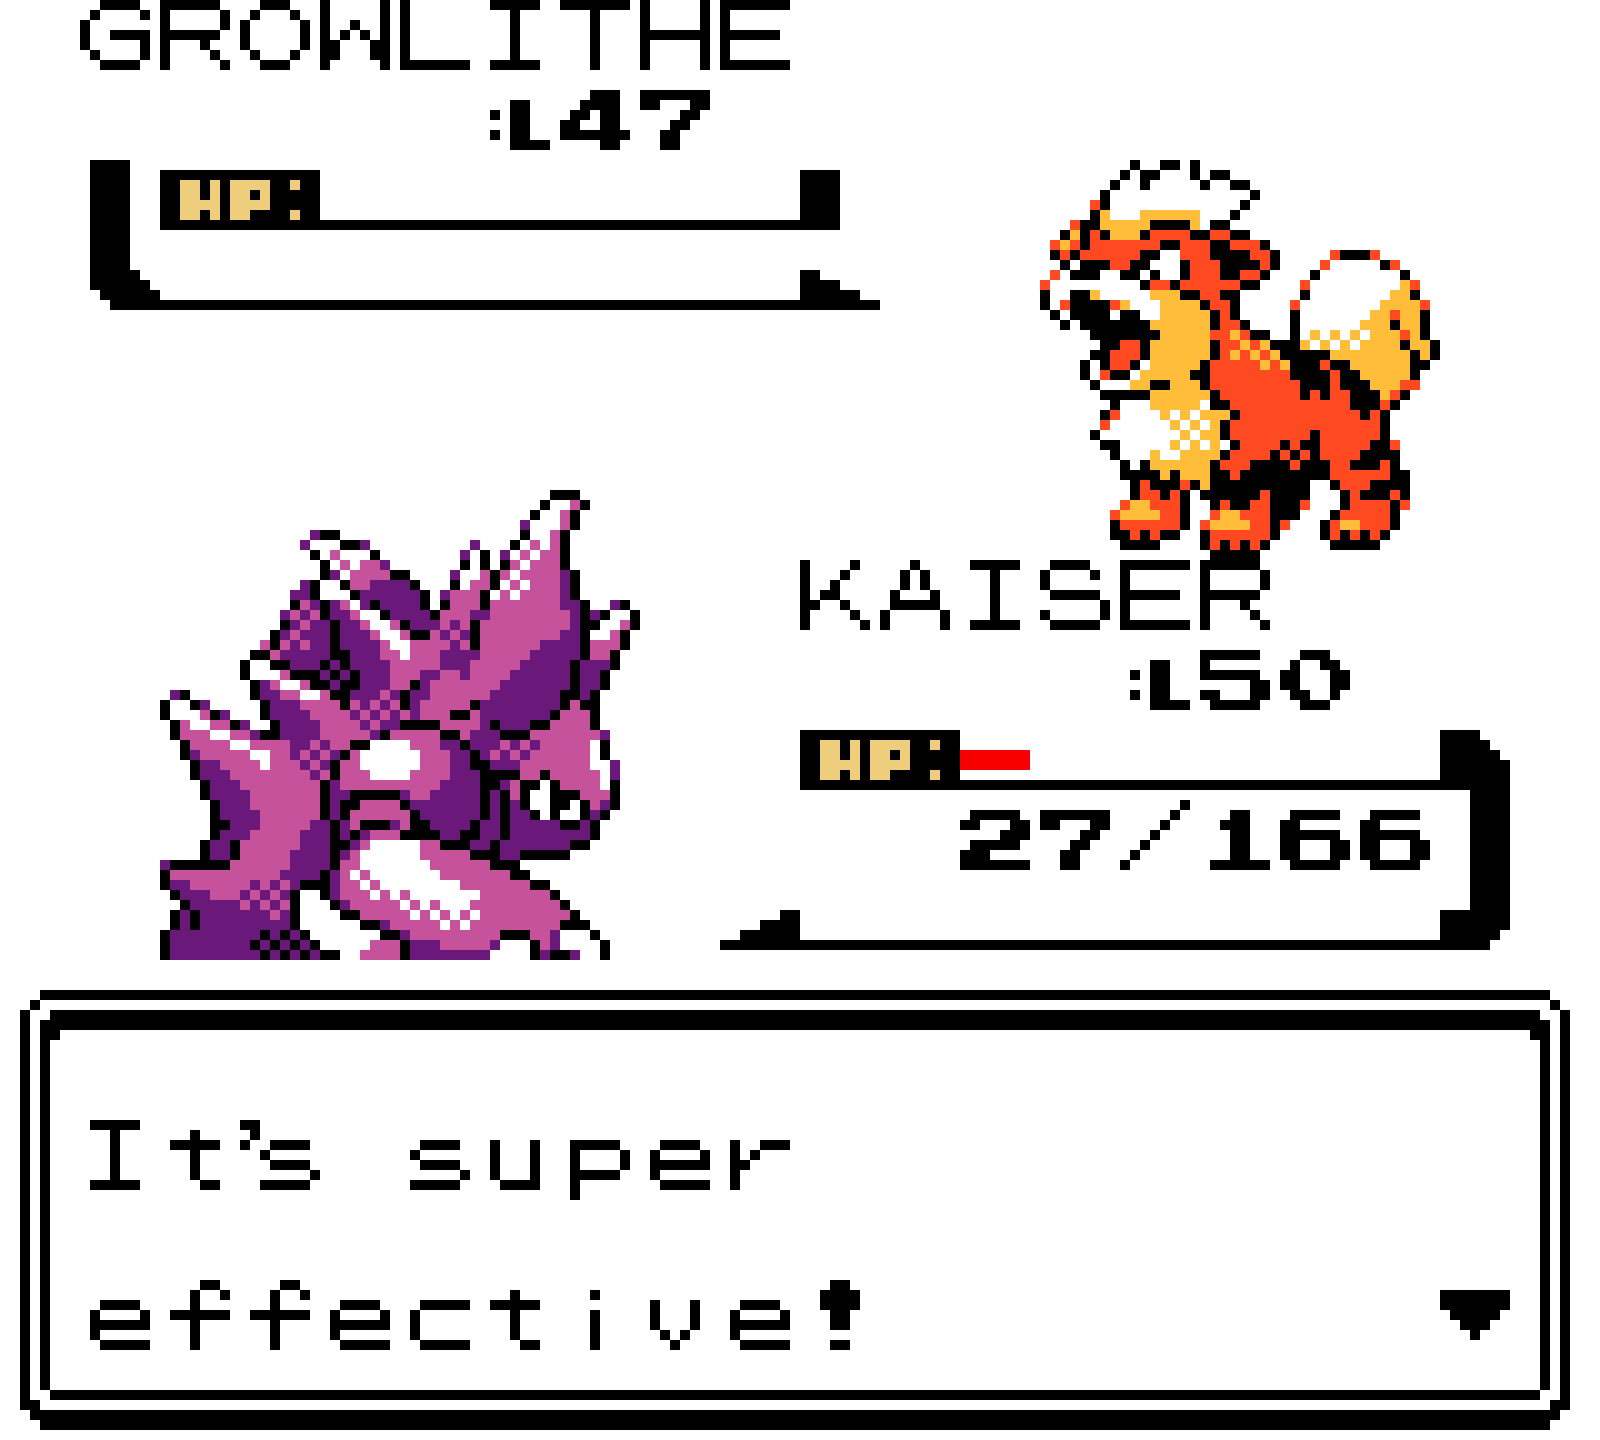 GROWLITHE
:L47
HP:
KAISER
:L50
HP:
27/166
It's super
effective!